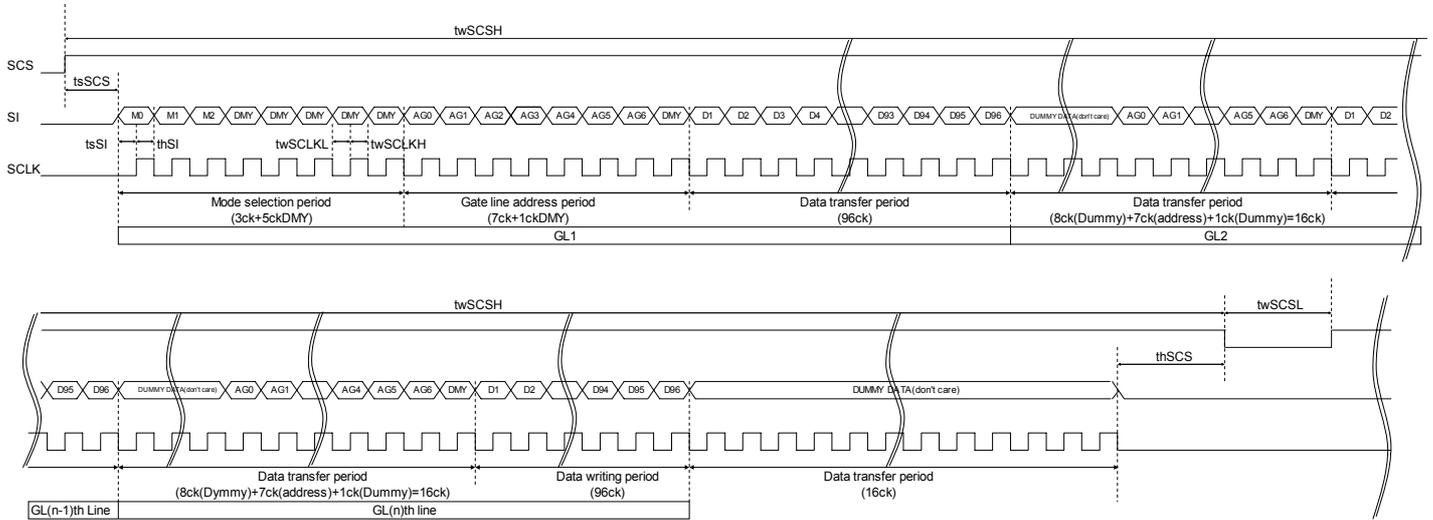 twSCSH
SCS
tsSCS
SI
M0 M1 M2 DMY DMY DMY DMY DMY AG0 AG1 AG2 AG3 AG4 AG5 AG6 DMY D1 D2 D3 D4 D93 D94 D95 D96 DUMMY DATA(don't care) AG0 AG1 AG5 AG6 DMY D1 D2
tsSI thSI twSCLKL twSCLKH
SCLK
Mode selection period Gate line address period Data transfer period Data transfer period
(3ck+5ckDMY) (7ck+1ckDMY) (96ck) (8ck(Dummy)+7ck(address)+1ck(Dummy)=16ck)
GL1 GL2
twSCSH twSCSL
thSCS
D95 D96 DUMMY DATA(don't care) AG0 AG1 AG4 AG5 AG6 DMY D1 D2 D94 D95 D96 DUMMY DATA(don't care)
Data transfer period Data writing period Data transfer period
(8ck(Dymmy)+7ck(address)+1ck(Dummy)=16ck) (96ck) (16ck)
GL(n-1)th Line GL(n)th line